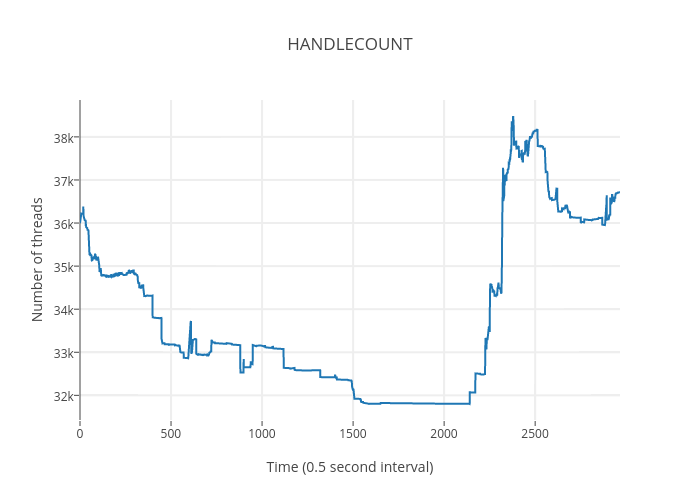 HANDLECOUNT
Number of threads
38k
37k
36k
35k
34k
33k
32k
0 500 1000 1500 2000 2500
Time (0.5 second interval)